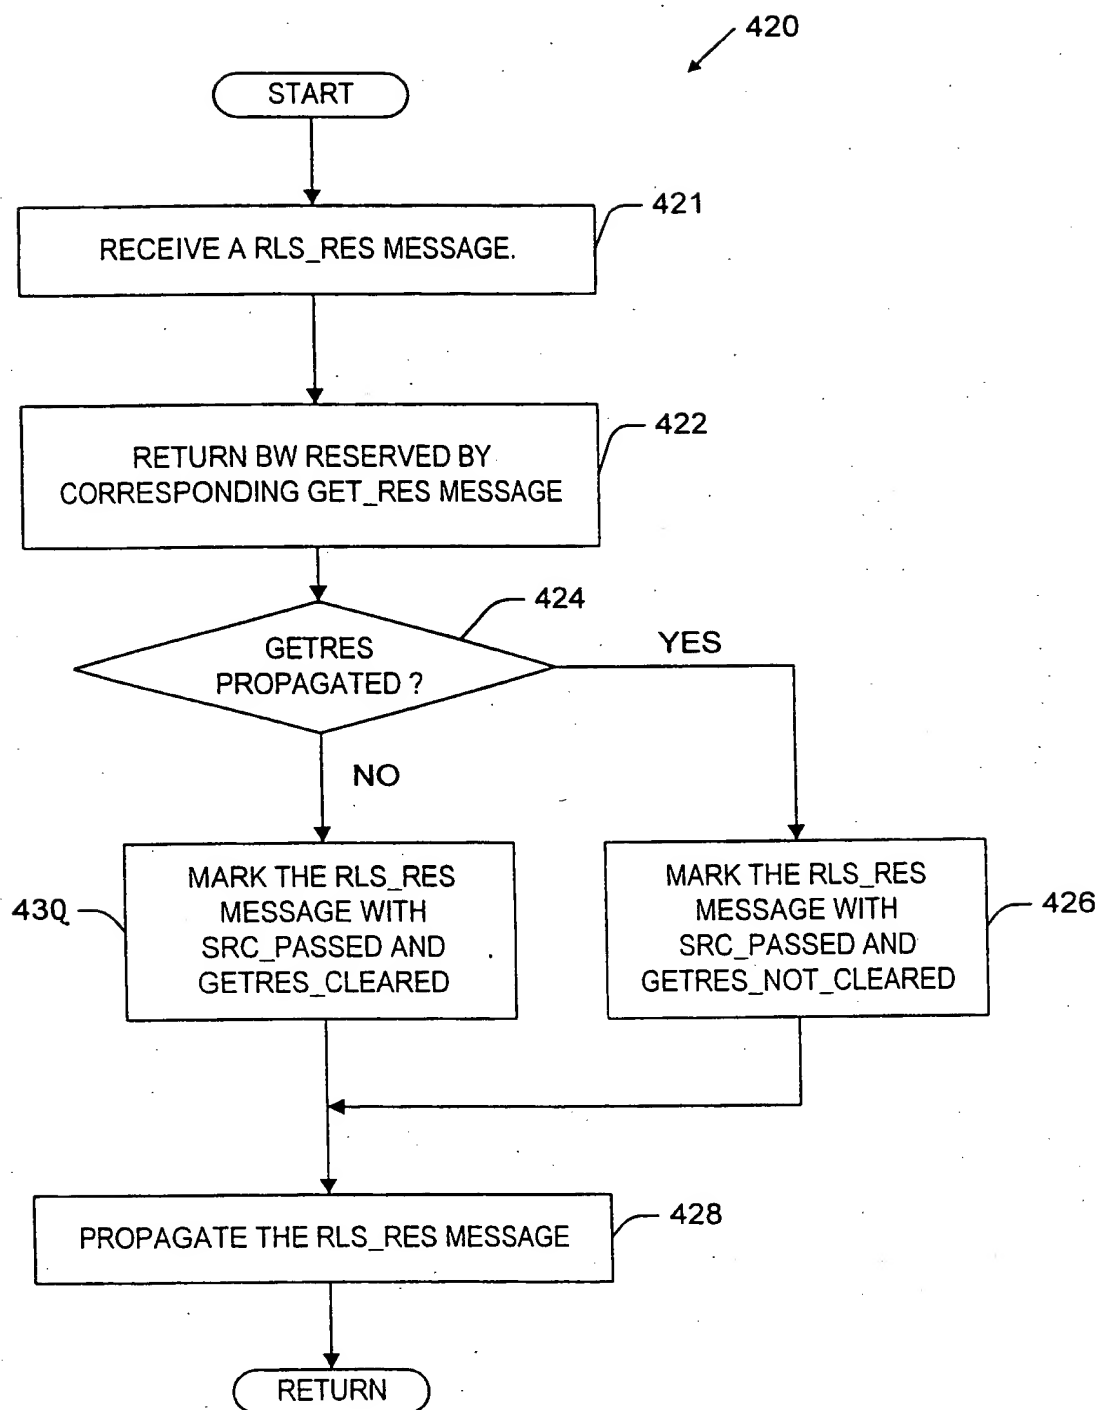 420
START
421
RECEIVE A RLS_RES MESSAGE.
422
RETURN BW RESERVED BY
CORRESPONDING GET_RES MESSAGE
424
GETRES
PROPAGATED ?
YES
NO
430
MARK THE RLS_RES
MESSAGE WITH
SRC_PASSED AND
GETRES_CLEARED
MARK THE RLS_RES
MESSAGE WITH
SRC_PASSED AND
GETRES_NOT_CLEARED
426
428
PROPAGATE THE RLS_RES MESSAGE
RETURN